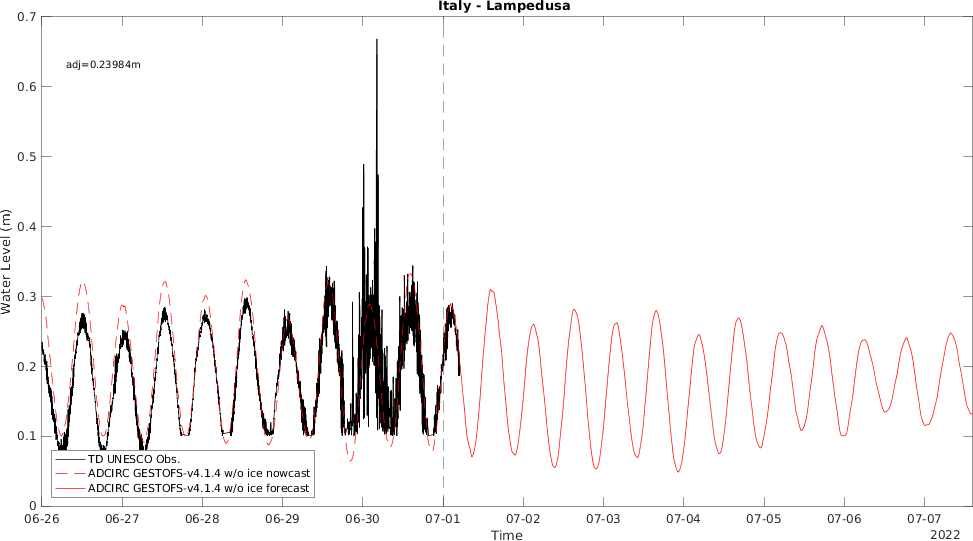 Italy - Lampedusa
adj=0.23984m
Water Level (m)
0.7
0.6
0.5
0.4
0.3
0.2
0.1
0
TD UNESCO Obs.
ADCIRC GESTOFS-v4.1.4 w/o ice nowcast
ADCIRC GESTOFS-v4.1.4 w/o ice forecast
06-26 06-27 06-28 06-29 06-30 07-01 07-02 07-03 07-04 07-05 07-06 07-07
Time
2022